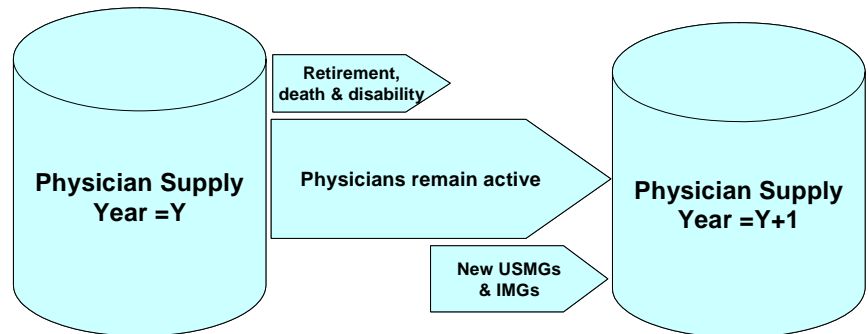 Physician Supply
Year =Y
Retirement,
death & disability
Physicians remain active
New USMGs
& IMGs
Physician Supply
Year =Y+1